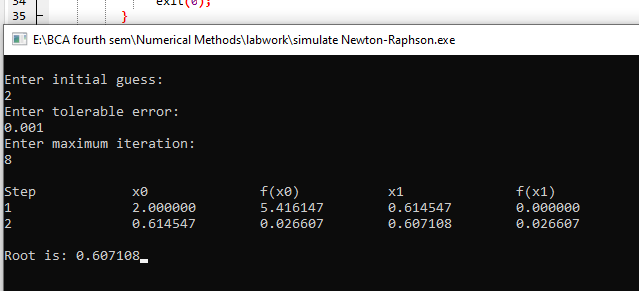 34 exit(0);
35 }
E:\BCA fourth sem\Numerical Methods\labwork\simulate Newton-Raphson.exe
Enter initial guess:
2
Enter tolerable error:
0.001
Enter maximum iteration:
8
Step x0 f(x0) x1 f(x1)
1 2.000000 5.416147 0.614547 0.000000
2 0.614547 0.026607 0.607108 0.026607
Root is: 0.607108